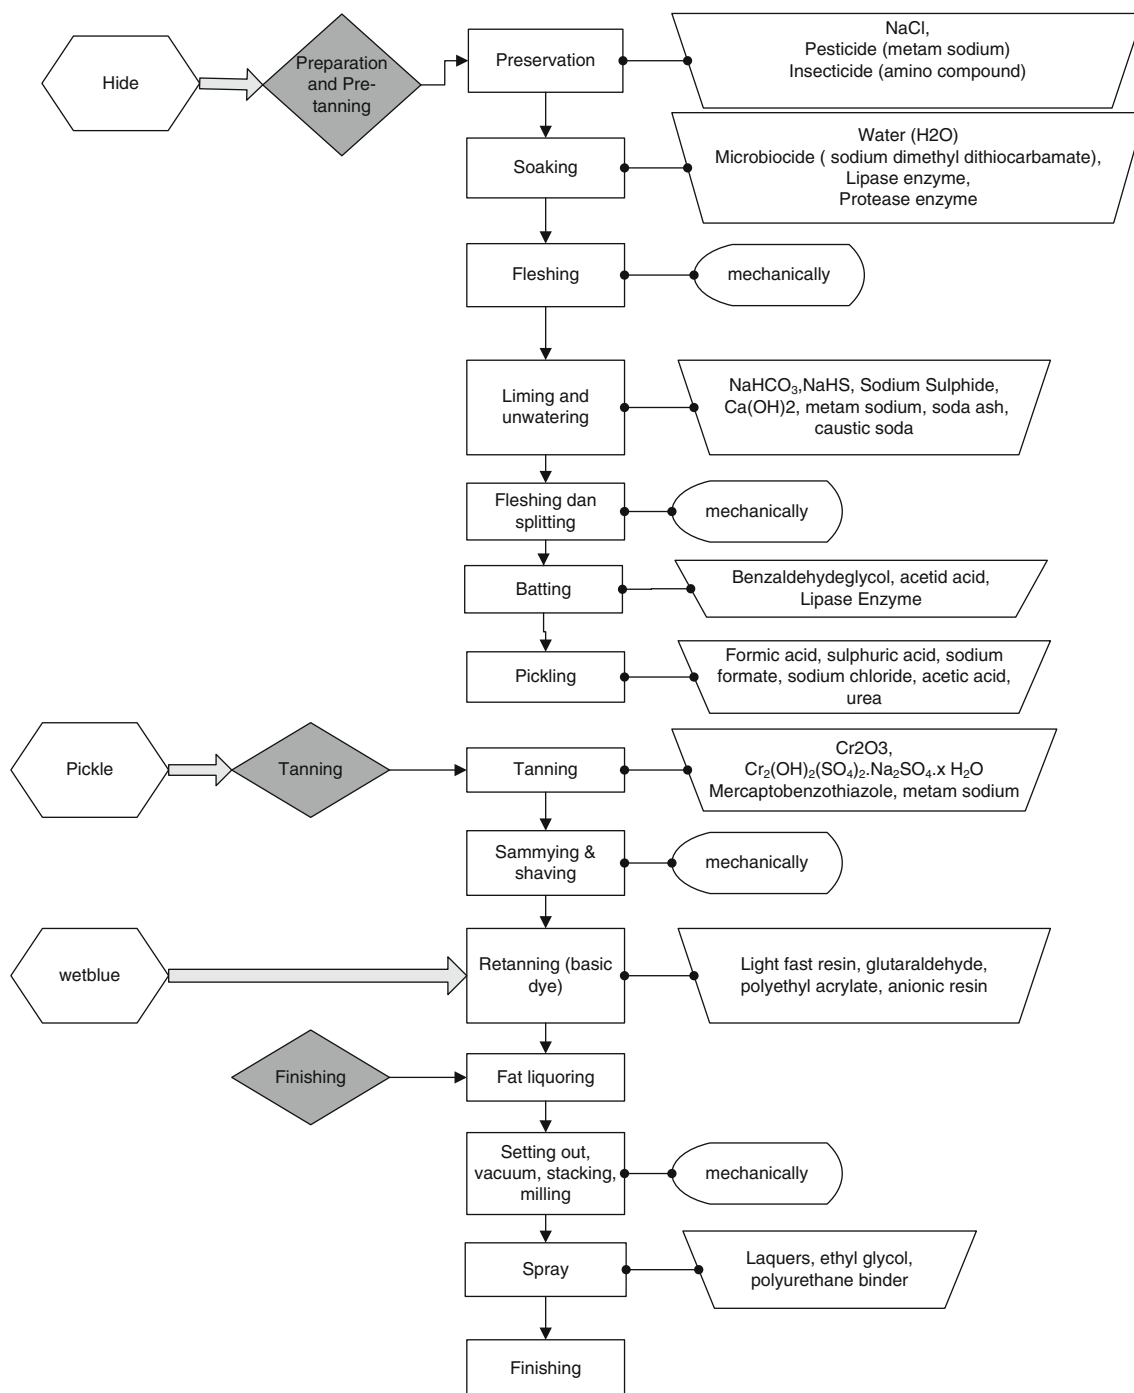 Hide
Preparation
and Pre-
tanning
Preservation
NaCl,
Pesticide (metam sodium)
Insecticide (amino compound)
Soaking
Water (H2O)
Microbiocide ( sodium dimethyl dithiocarbamate),
Lipase enzyme,
Protease enzyme
Fleshing
mechanically
Liming and
unwatering
NaHCO₃,NaHS, Sodium Sulphide,
Ca(OH)2, metam sodium, soda ash,
caustic soda
Fleshing dan
splitting
mechanically
Batting
Benzaldehydeglycol, acetid acid,
Lipase Enzyme
Pickling
Formic acid, sulphuric acid, sodium
formate, sodium chloride, acetic acid,
urea
Pickle
Tanning
Tanning
Cr2O3,
Cr₂(OH)₂(SO₄)₂.Na₂SO₄.x H₂O
Mercaptobenzothiazole, metam sodium
Sammying &
shaving
mechanically
wetblue
Retanning (basic
dye)
Light fast resin, glutaraldehyde,
polyethyl acrylate, anionic resin
Finishing
Fat liquoring
Setting out,
vacuum, stacking,
milling
mechanically
Spray
Laquers, ethyl glycol,
polyurethane binder
Finishing